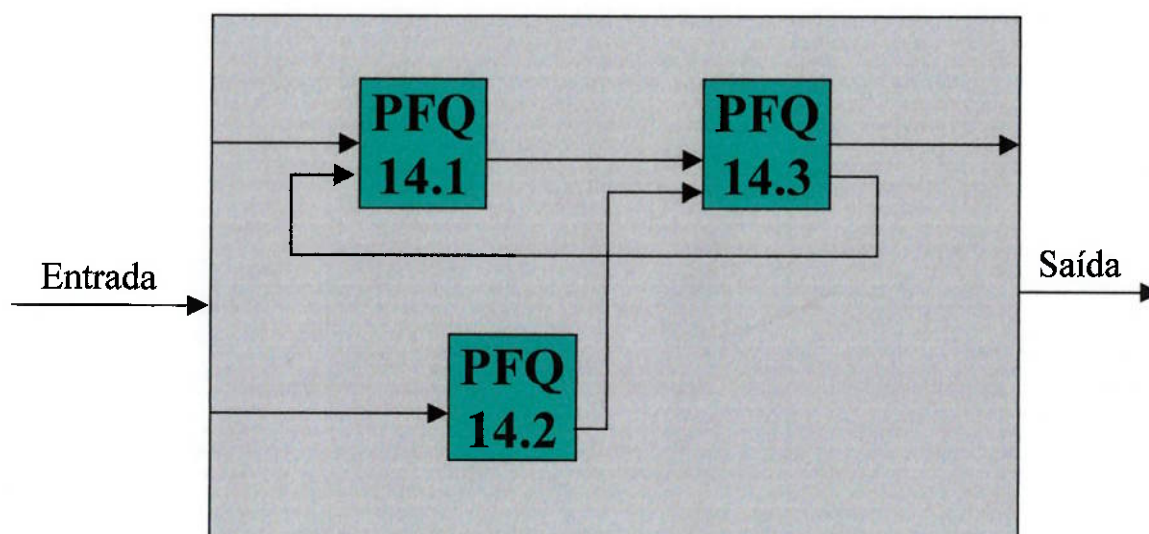 PFQ
14.1
PFQ
14.3
Entrada
Saída
PFQ
14.2